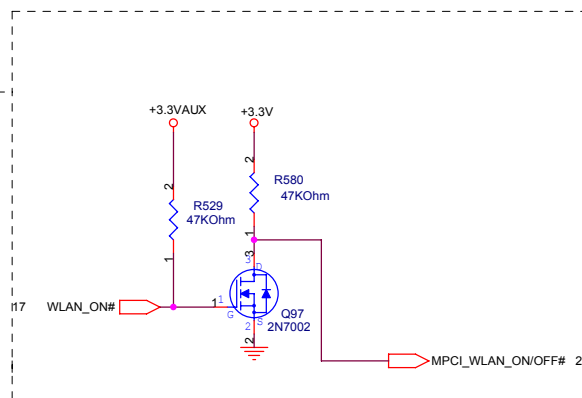 +3.3VAUX
+3.3V
2
2
R580
47KOhm
R529
47KOhm
1
1
3
3
D
17
WLAN_ON#
1
1
G
Q97
2N7002
S
2
2
MPCI_WLAN_ON/OFF# 2